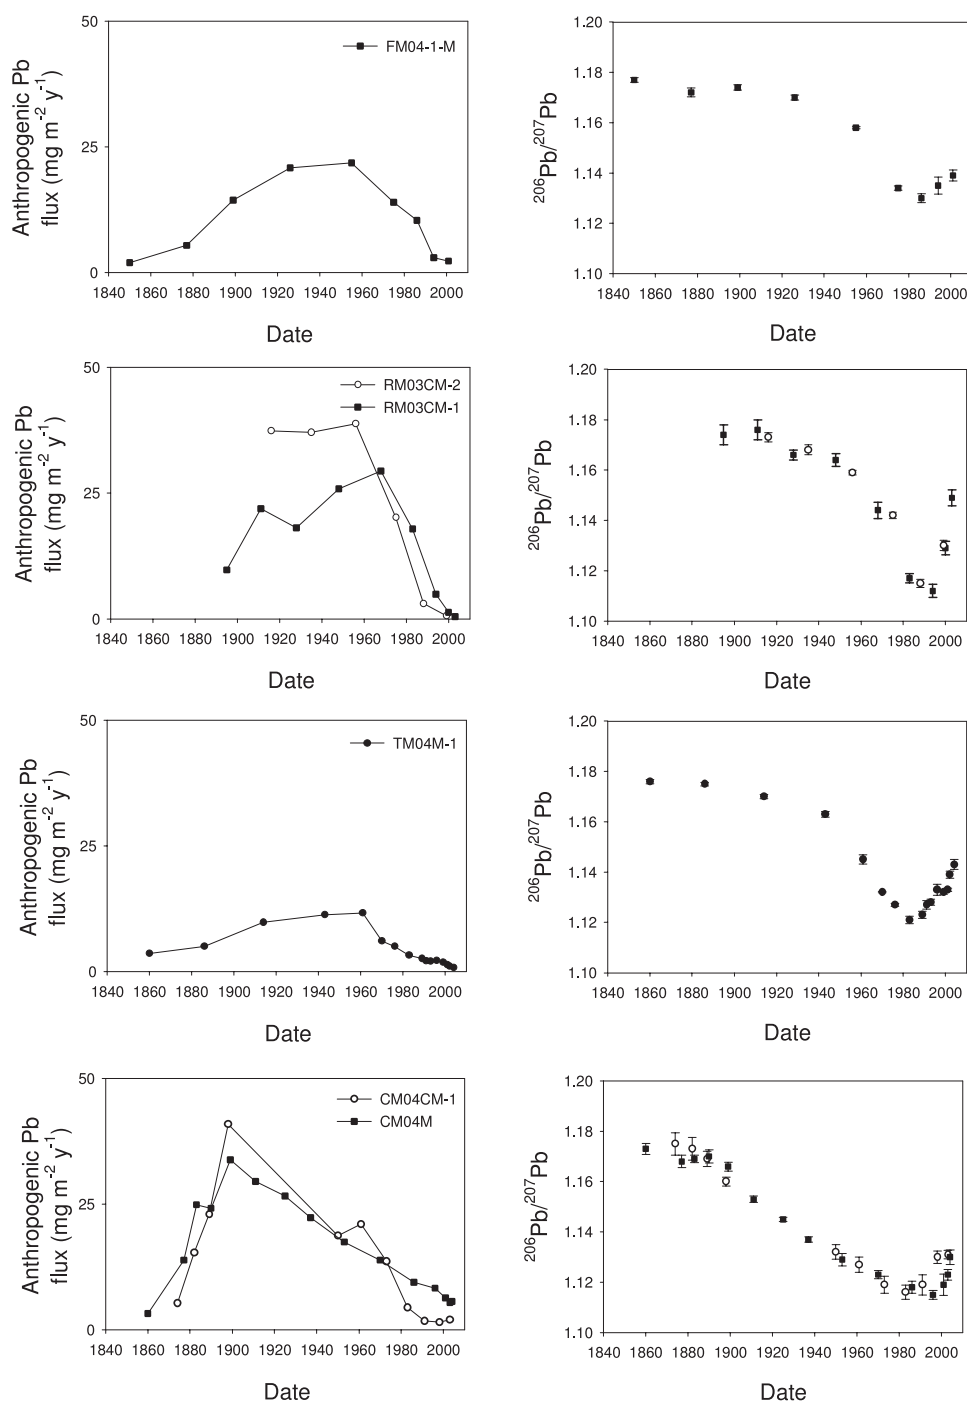 Anthropogenic Pb
flux (mg m⁻² y⁻¹)
50
25
0
FM04-1-M
1840 1860 1880 1900 1920 1940 1960 1980 2000
Date
²⁰⁶Pb/²⁰⁷Pb
1.20
1.18
1.16
1.14
1.12
1.10
1840 1860 1880 1900 1920 1940 1960 1980 2000
Date
Anthropogenic Pb
flux (mg m⁻² y⁻¹)
50
25
0
RM03CM-2
RM03CM-1
1840 1860 1880 1900 1920 1940 1960 1980 2000
Date
²⁰⁶Pb/²⁰⁷Pb
1.20
1.18
1.16
1.14
1.12
1.10
1840 1860 1880 1900 1920 1940 1960 1980 2000
Date
Anthropogenic Pb
flux (mg m⁻² y⁻¹)
50
25
0
TM04M-1
1840 1860 1880 1900 1920 1940 1960 1980 2000
Date
²⁰⁶Pb/²⁰⁷Pb
1.20
1.18
1.16
1.14
1.12
1.10
1840 1860 1880 1900 1920 1940 1960 1980 2000
Date
Anthropogenic Pb
flux (mg m⁻² y⁻¹)
50
25
0
CM04CM-1
CM04M
1840 1860 1880 1900 1920 1940 1960 1980 2000
Date
²⁰⁶Pb/²⁰⁷Pb
1.20
1.18
1.16
1.14
1.12
1.10
1840 1860 1880 1900 1920 1940 1960 1980 2000
Date